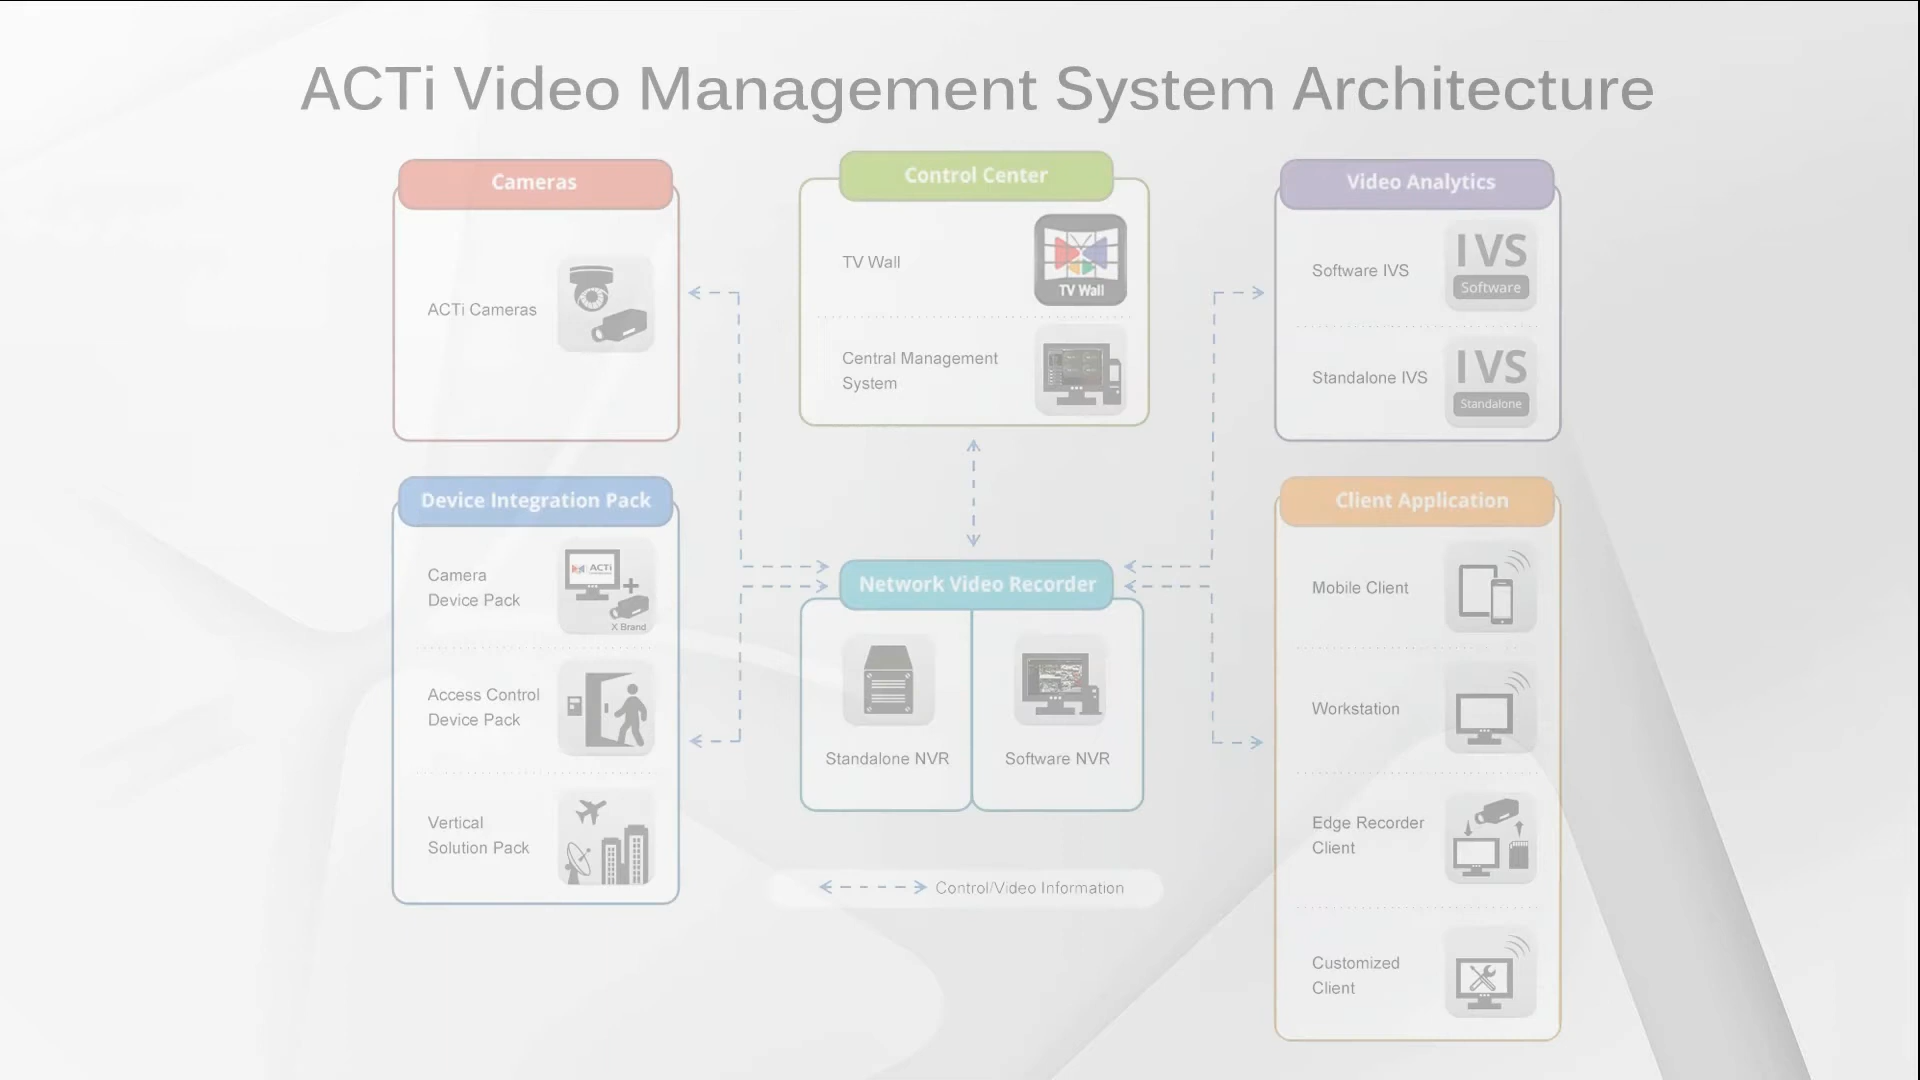 ACTi Video Management System Architecture
Cameras
ACTi Cameras
Control Center
TV Wall
TV Wall
Central Management
System
Video Analytics
Software IVS
IVS
Software
Standalone IVS
IVS
Standalone
Device Integration Pack
Camera
Device Pack
ACTi
X Brand
Access Control
Device Pack
Vertical
Solution Pack
Network Video Recorder
Standalone NVR
Software NVR
Control/Video Information
Client Application
Mobile Client
Workstation
Edge Recorder
Client
Customized
Client